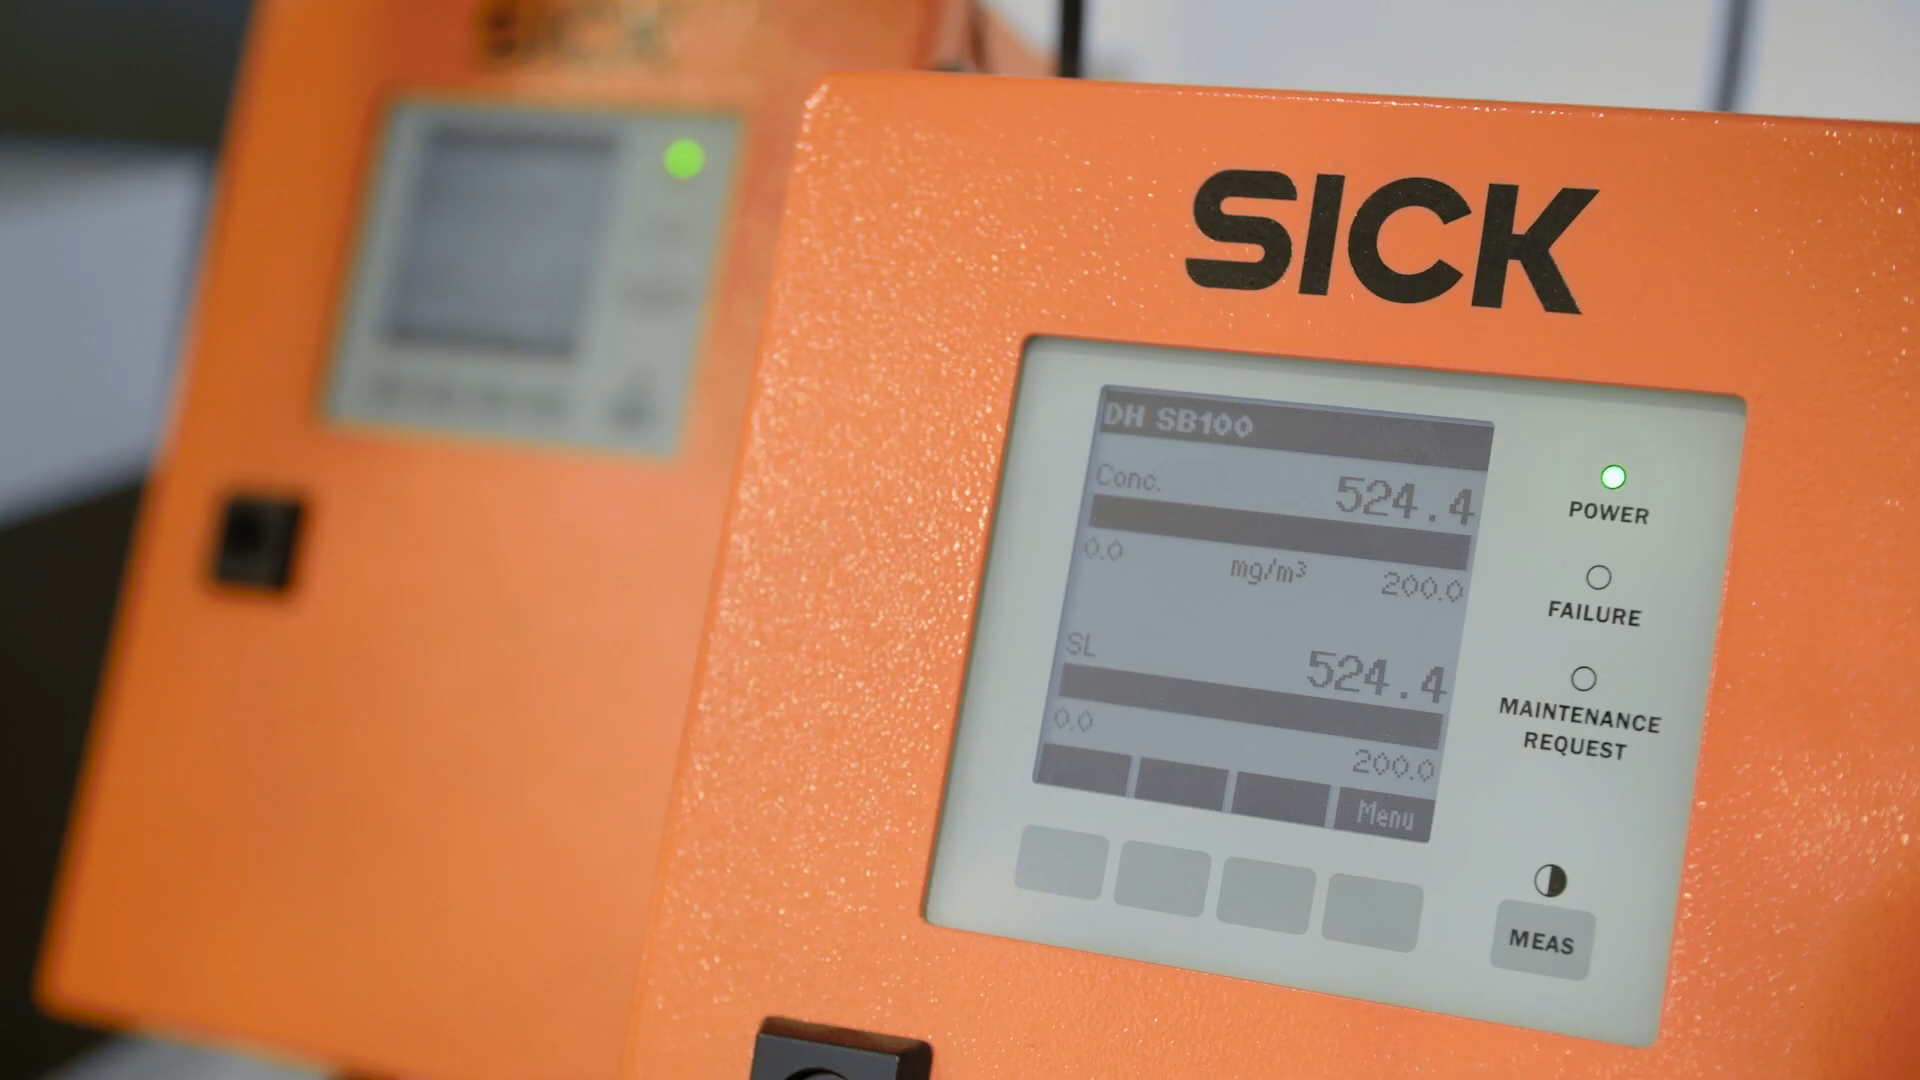 SICK
SICK
DH SB100
Conc.
524.4
0.0
mg/m³
200.0
SL
524.4
0.0
200.0
Menu
POWER
FAILURE
MAINTENANCE
REQUEST
MEAS